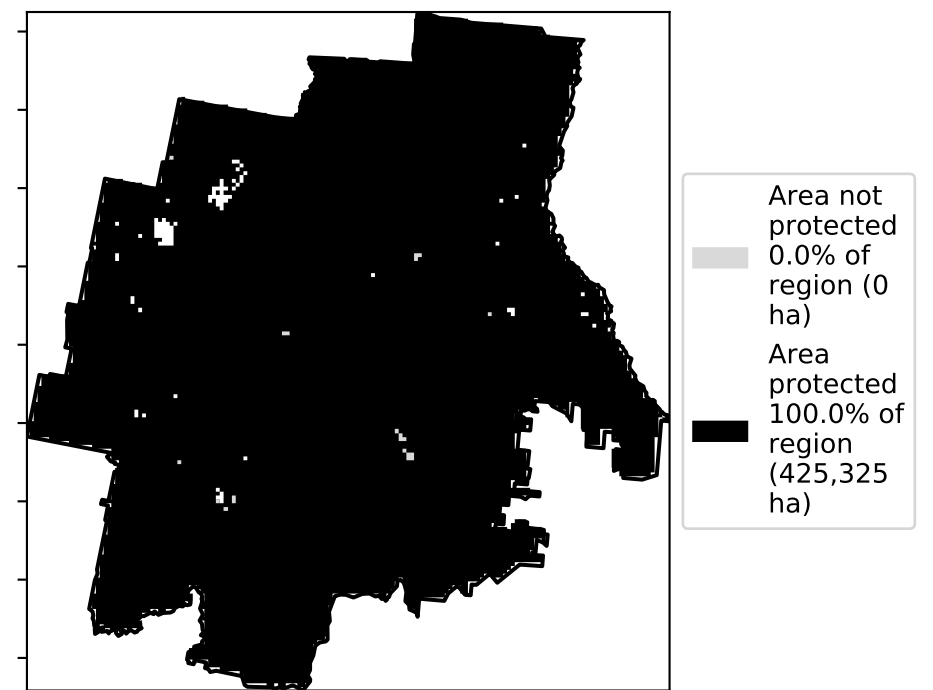 Area not
protected
0.0% of
region (0
ha)
Area
protected
100.0% of
region
(425,325
ha)